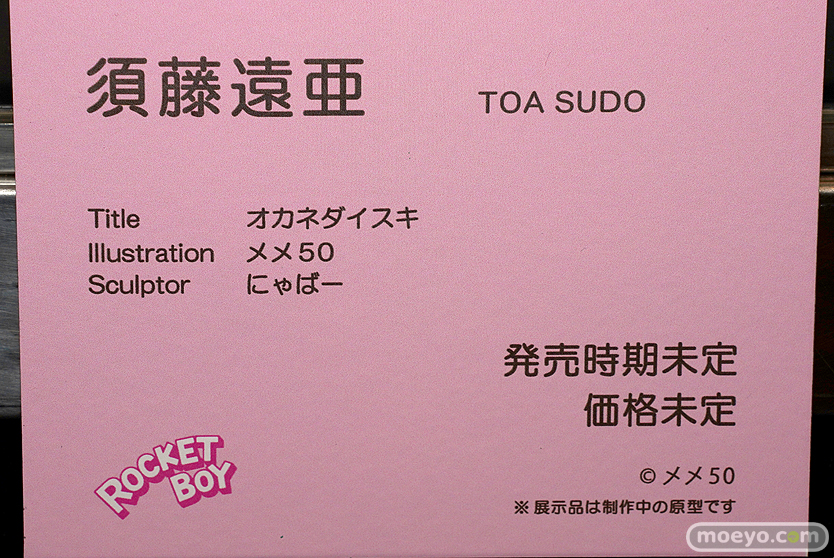 須藤遠亜 TOA SUDO
Title オカネダイスキ
Illustration メメ50
Sculptor にゃばー
発売時期未定
価格未定
ROCKET
BOY
©メメ50
※展示品は制作中の原型です
moeyo.com